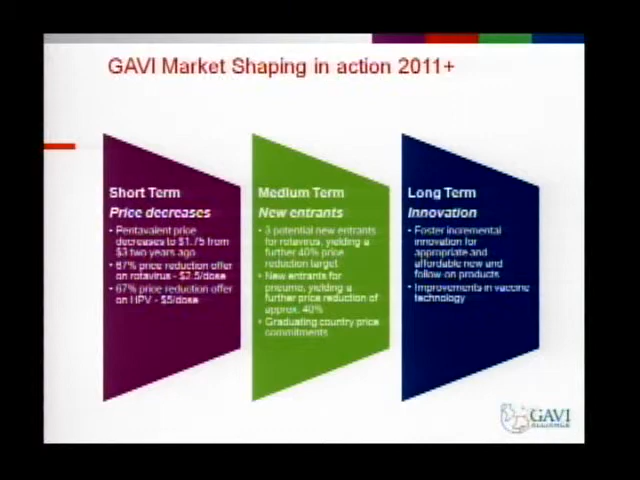 GAVI Market Shaping in action 2011+
Short Term
Price decreases
• Pentavalent price
decreases to $1.75 from
$3 two years ago
• 67% price reduction offer
on rotavirus - $2.5/dose
• 67% price reduction offer
on HPV - $5/dose
Medium Term
New entrants
• 3 potential new entrants
for rotavirus, yielding a
further 40% price
reduction target
• New entrants for
pneumo, yielding a
further price reduction of
approx. 40%
• Graduating country price
commitments
Long Term
Innovation
• Foster incremental
innovation for
appropriate and
affordable new and
follow-on products
• Improvements in vaccine
technology
GAVI
ALLIANCE